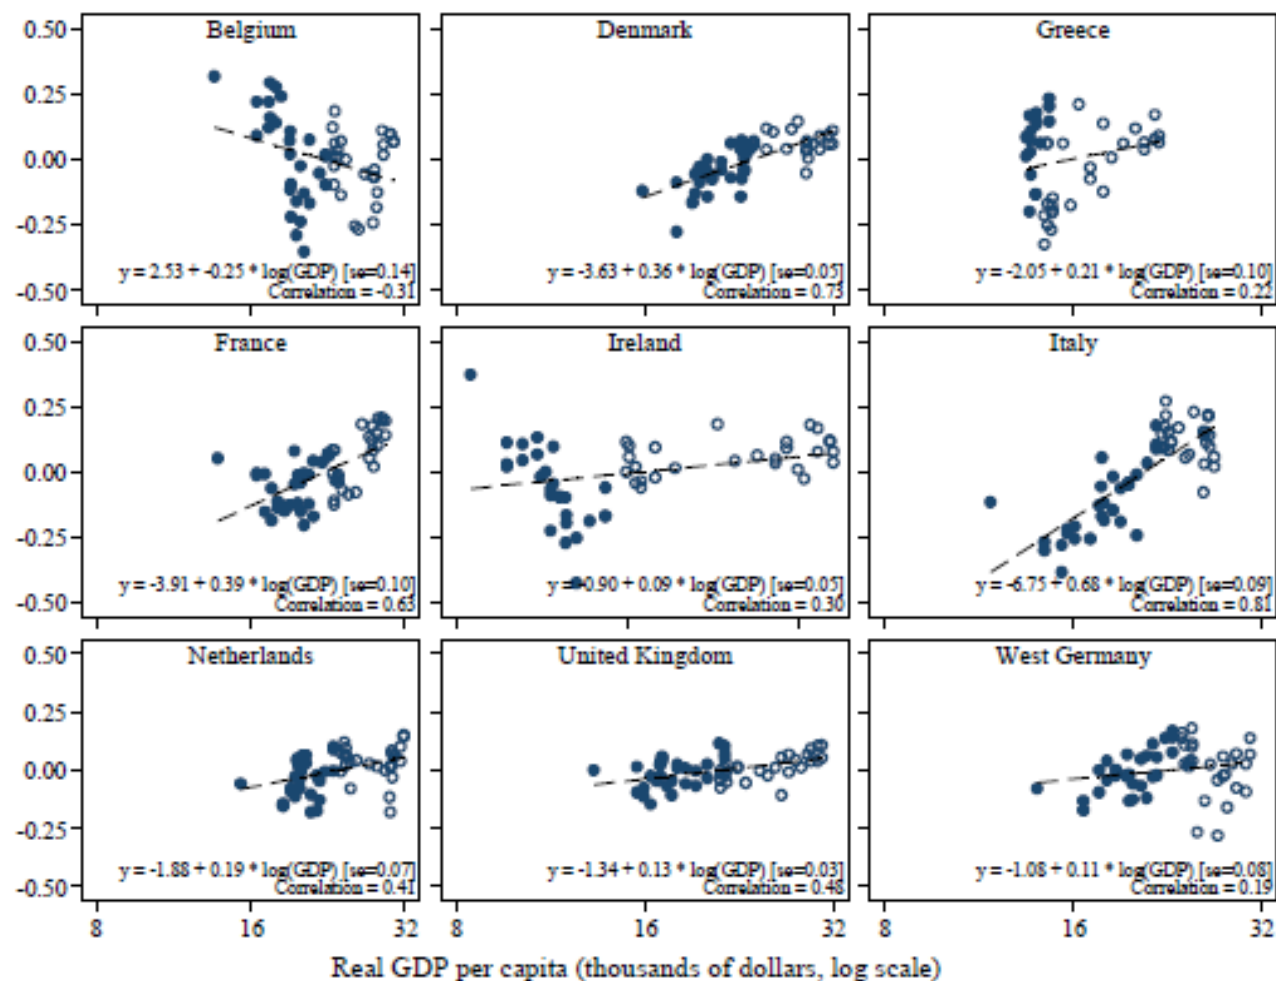 0.50
0.25
0.00
-0.25
-0.50
Belgium
y = 2.53 + -0.25 * log(GDP) [se=0.14]
Correlation = -0.31
Denmark
y = -3.63 + 0.36 * log(GDP) [se=0.05]
Correlation = 0.73
Greece
y = -2.05 + 0.21 * log(GDP) [se=0.10]
Correlation = 0.22
0.50
0.25
0.00
-0.25
-0.50
France
y = -3.91 + 0.39 * log(GDP) [se=0.10]
Correlation = 0.63
Ireland
y = -0.90 + 0.09 * log(GDP) [se=0.05]
Correlation = 0.30
Italy
y = -6.75 + 0.68 * log(GDP) [se=0.09]
Correlation = 0.81
0.50
0.25
0.00
-0.25
-0.50
Netherlands
y = -1.88 + 0.19 * log(GDP) [se=0.07]
Correlation = 0.41
United Kingdom
y = -1.34 + 0.13 * log(GDP) [se=0.03]
Correlation = 0.48
West Germany
y = -1.08 + 0.11 * log(GDP) [se=0.08]
Correlation = 0.19
8 16 32
8 16 32
8 16 32
Real GDP per capita (thousands of dollars, log scale)